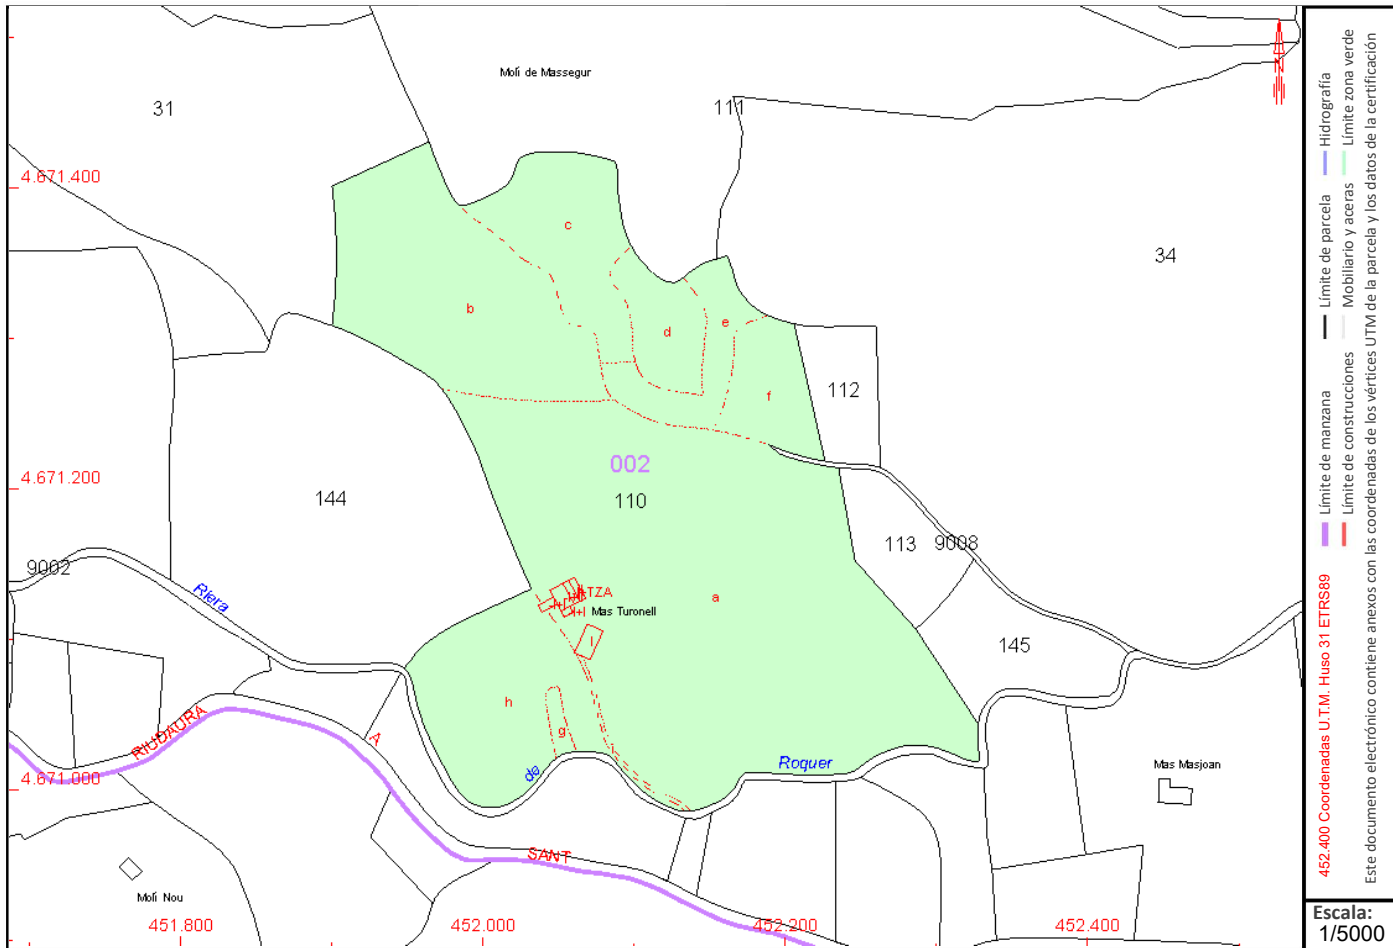 Molí de Massegur
31
111
N
4.671.400
c
34
b
d
e
112
f
002
4.671.200
110
144
113
9008
9002
Riera
TZA
I+I
Mas Turonell
a
I
145
h
RIUDAURA
A
g
i
de
Roquer
Mas Masjoan
4.671.000
SANT
Molí Nou
451.800
452.000
452.200
452.400
452.400 Coordenadas U.T.M. Huso 31 ETRS89
Límite de manzana
Límite de parcela
Hidrografía
Límite de construcciones
Mobiliario y aceras
Límite zona verde
Este documento electrónico contiene anexos con las coordenadas de los vértices UTM de la parcela y los datos de la certificación
Escala:
1/5000